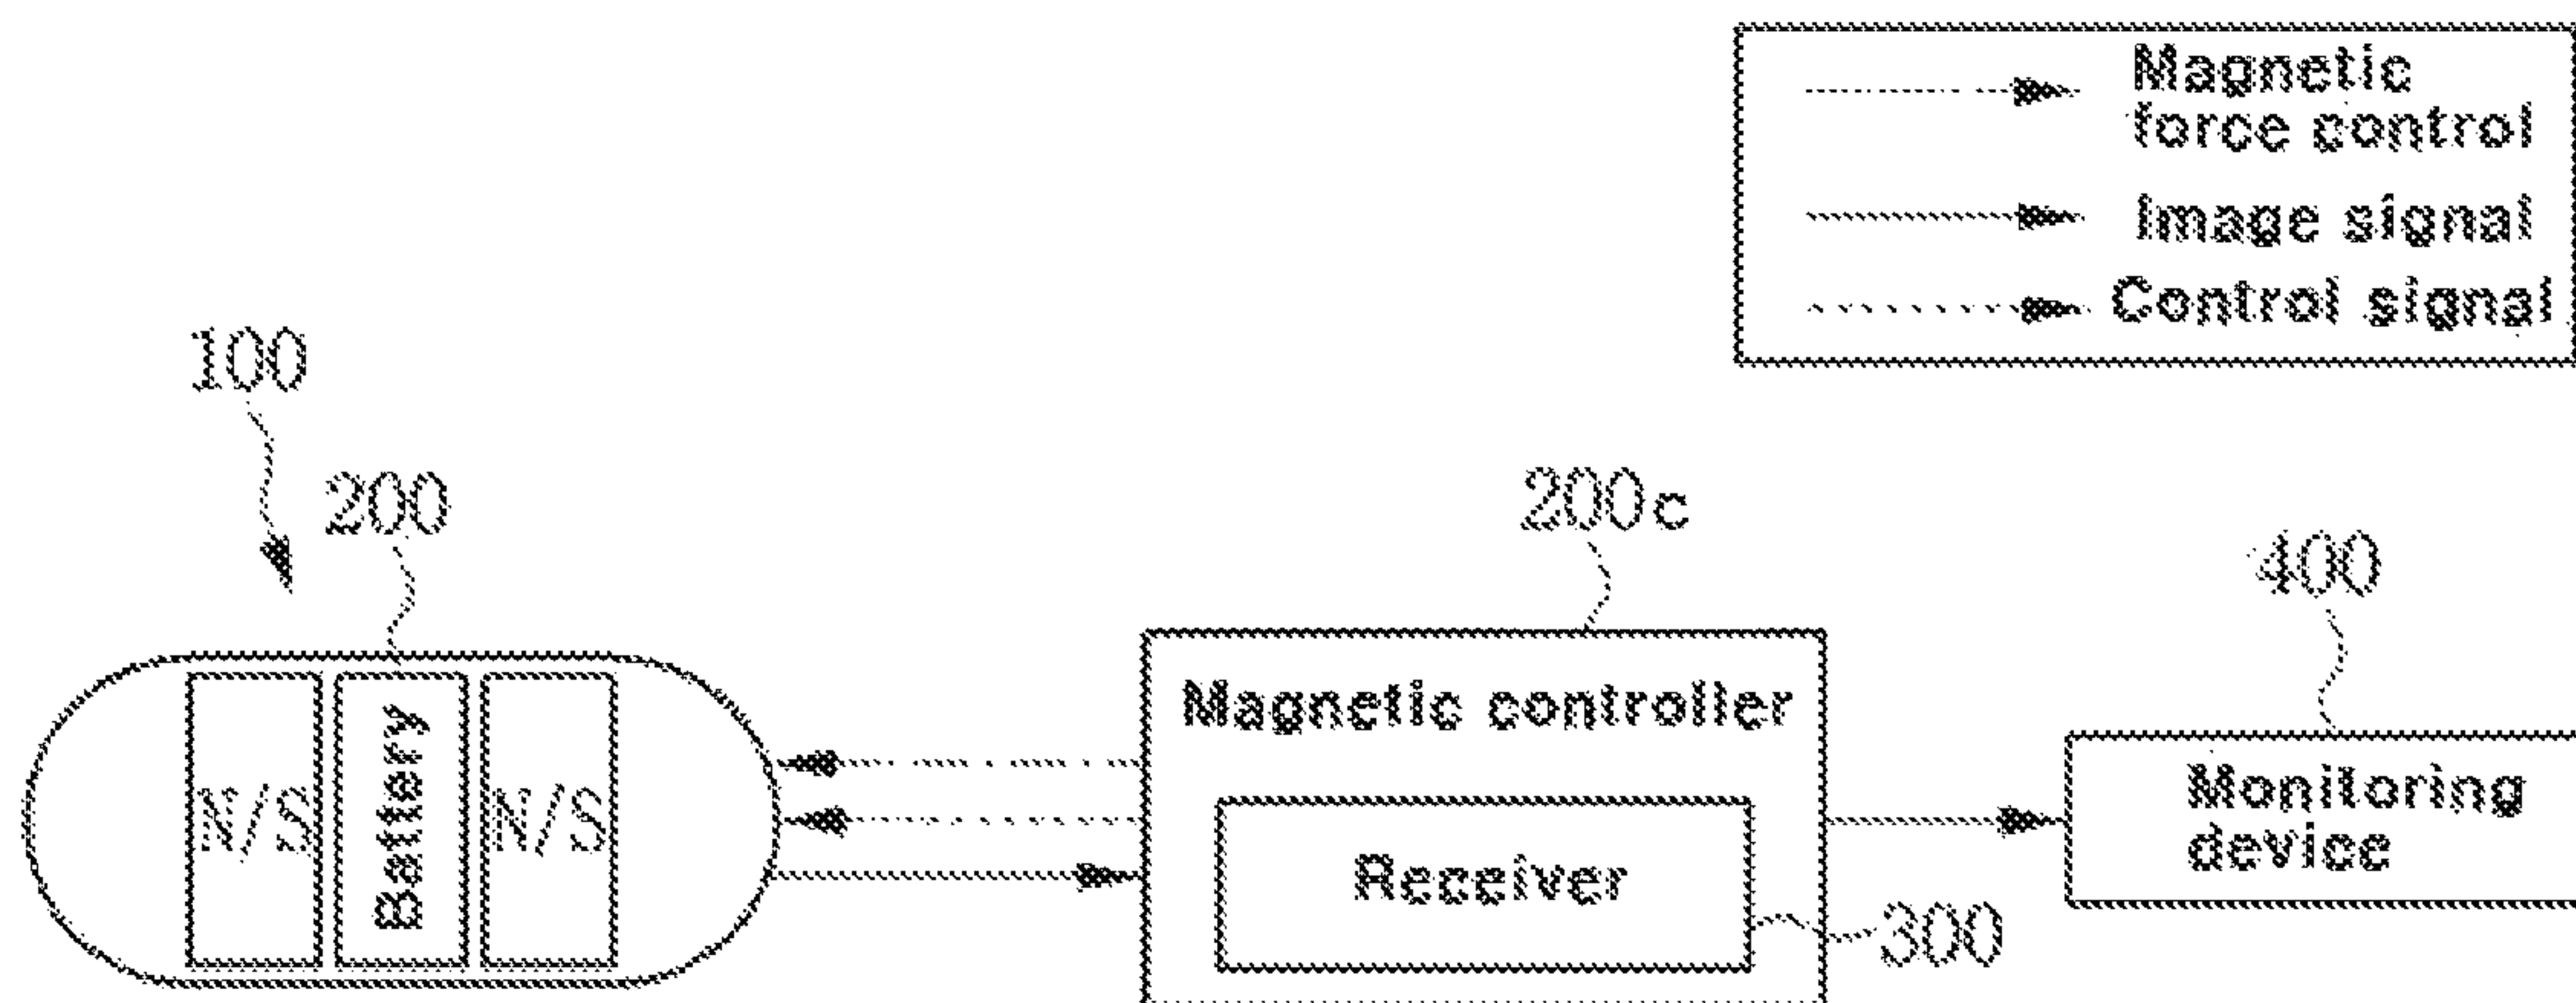 Magnetic
force control
Image signal
Control signal
100
200
200c
400
N/S
Battery
N/S
Magnetic controller
Receiver
300
Monitoring
device